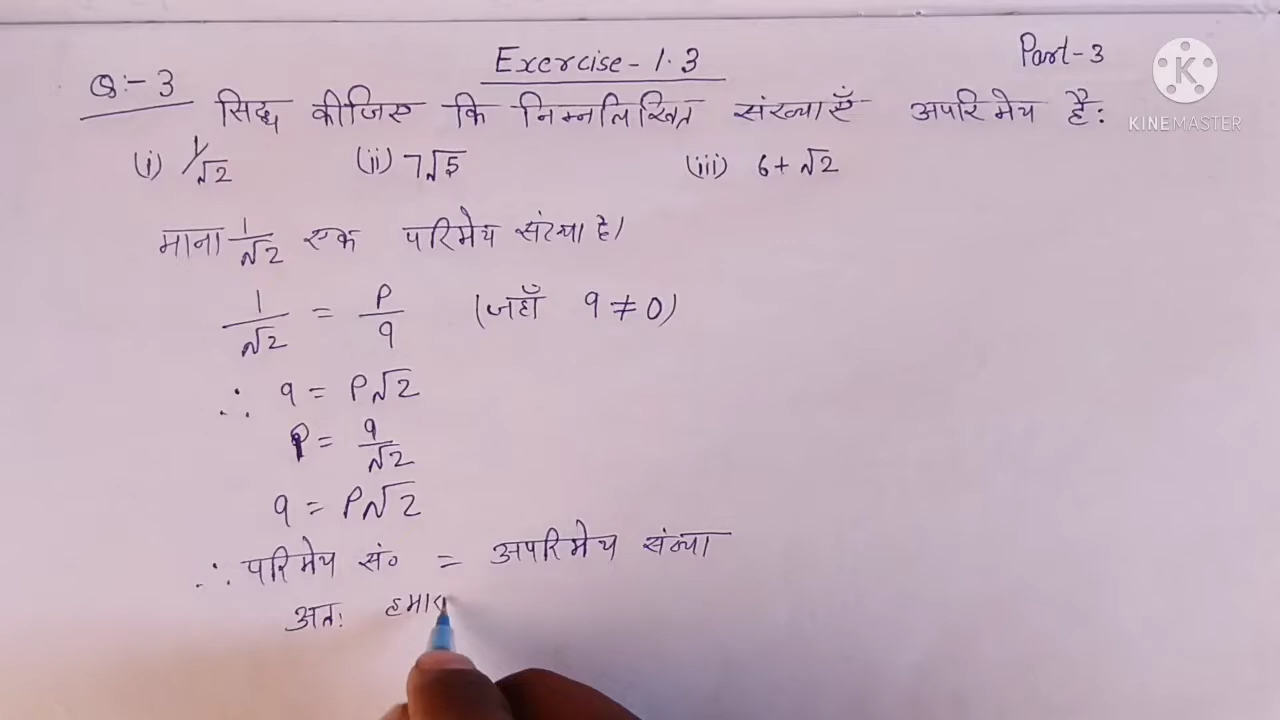 Exercise - 1.3
Part - 3
Q:- 3 सिद्ध कीजिए कि निम्नलिखित संख्याएँ अपरिमेय हैं:
(i) 1/√2 (ii) 7√5 (iii) 6 + √2
माना 1/√2 एक परिमेय संख्या है।
1/√2 = P/q (जहाँ q ≠ 0)
∴ q = P√2
P = q/√2
q = P√2
∴ परिमेय सं० = अपरिमेय संख्या
अतः हमारा
KINEMASTER